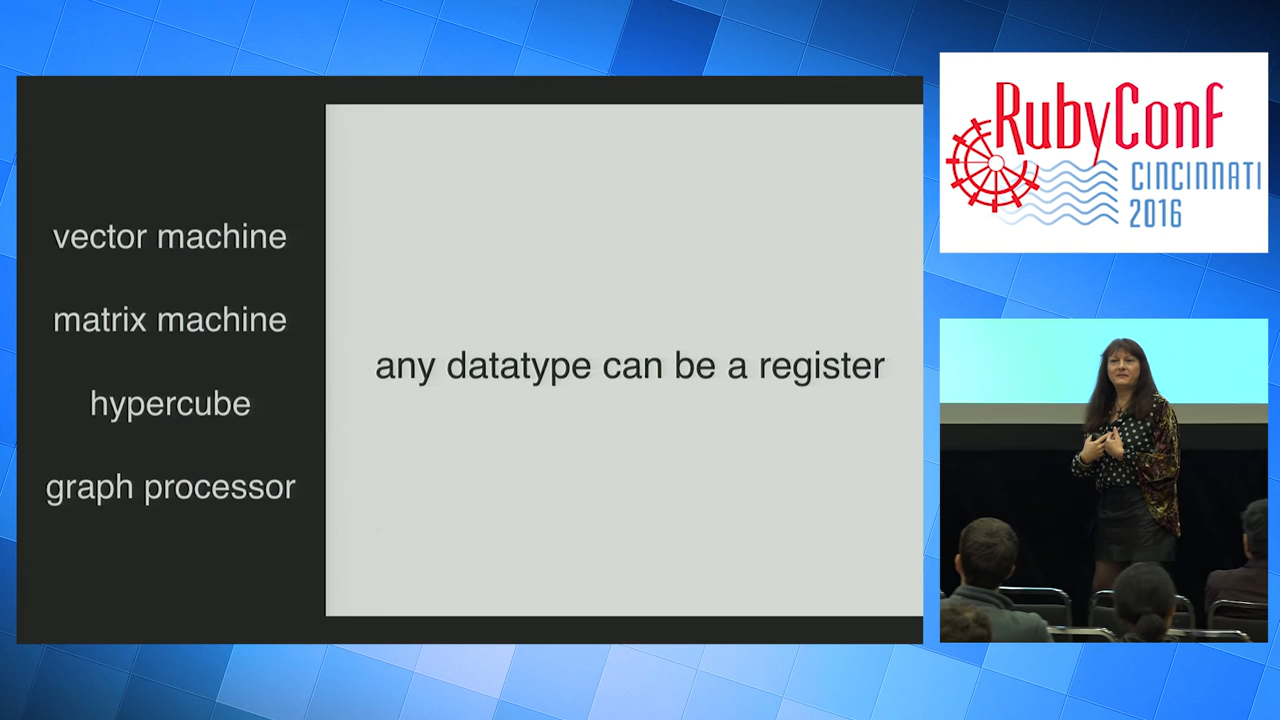 vector machine
matrix machine
hypercube
graph processor
any datatype can be a register
RubyConf
CINCINNATI
2016